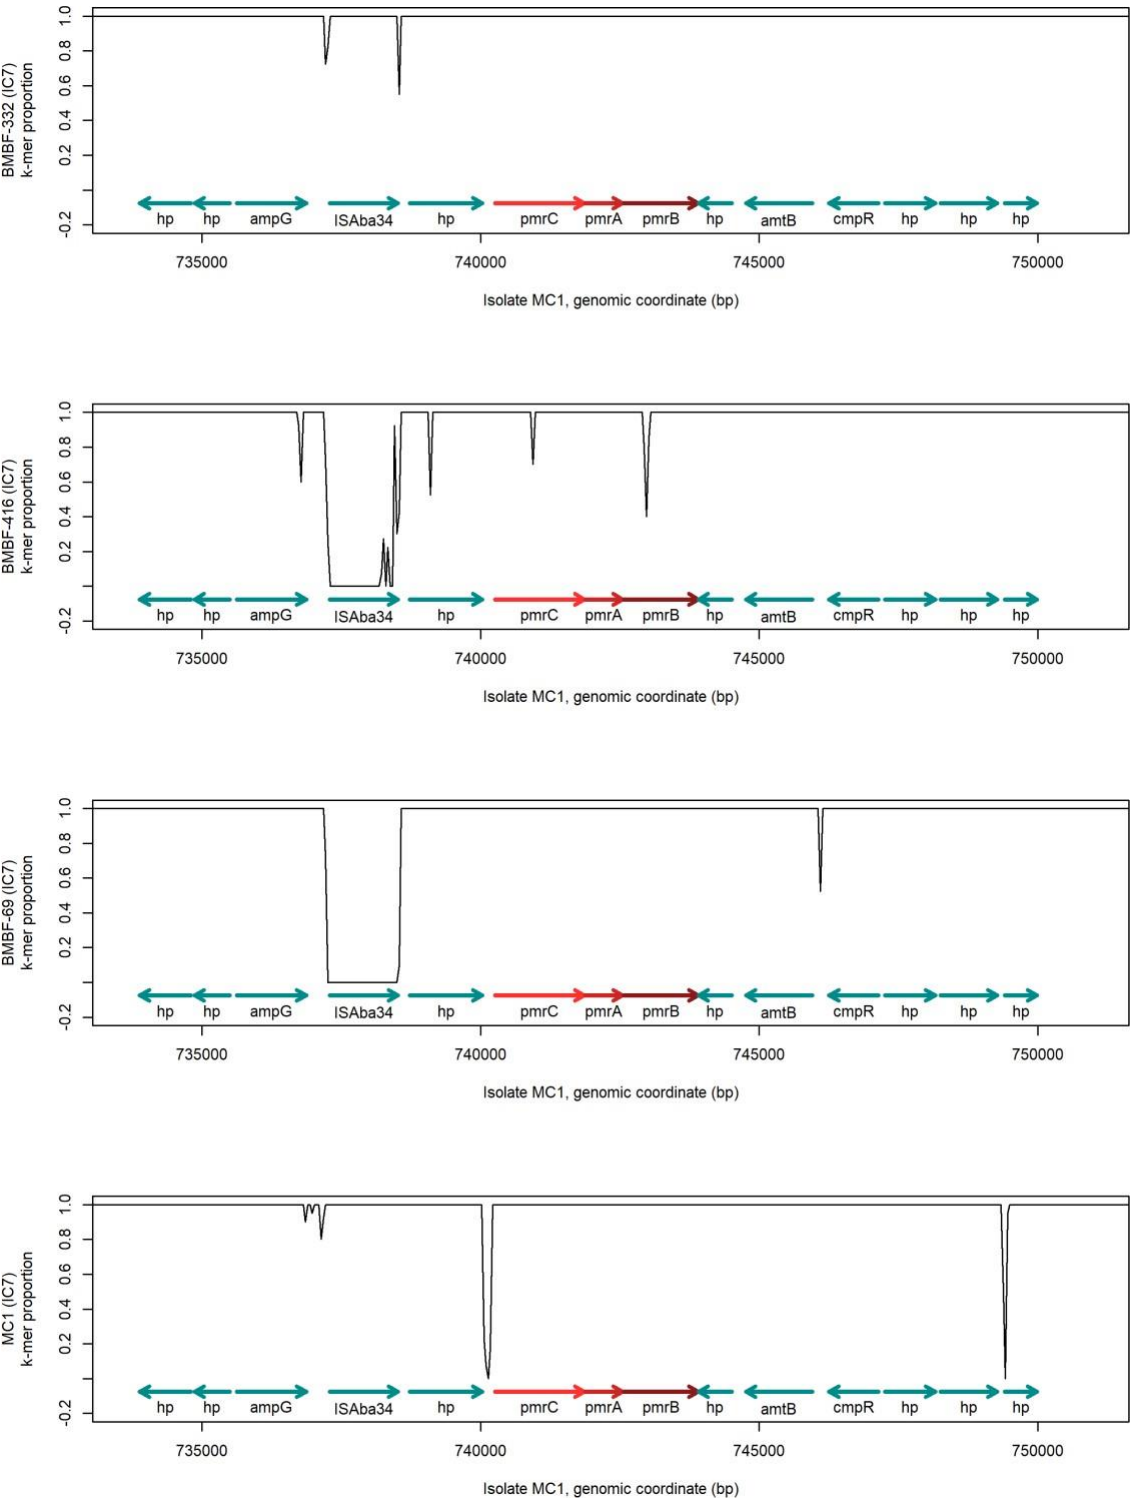 BMBF-332 (IC7)
k-mer proportion
1.0
0.8
0.6
0.4
0.2
-0.2
hp hp ampG ISAba34 hp pmrC pmrA pmrB hp amtB cmpR hp hp hp
735000 740000 745000 750000
Isolate MC1, genomic coordinate (bp)
BMBF-416 (IC7)
k-mer proportion
1.0
0.8
0.6
0.4
0.2
-0.2
hp hp ampG ISAba34 hp pmrC pmrA pmrB hp amtB cmpR hp hp hp
735000 740000 745000 750000
Isolate MC1, genomic coordinate (bp)
BMBF-69 (IC7)
k-mer proportion
1.0
0.8
0.6
0.4
0.2
-0.2
hp hp ampG ISAba34 hp pmrC pmrA pmrB hp amtB cmpR hp hp hp
735000 740000 745000 750000
Isolate MC1, genomic coordinate (bp)
MC1 (IC7)
k-mer proportion
1.0
0.8
0.6
0.4
0.2
-0.2
hp hp ampG ISAba34 hp pmrC pmrA pmrB hp amtB cmpR hp hp hp
735000 740000 745000 750000
Isolate MC1, genomic coordinate (bp)